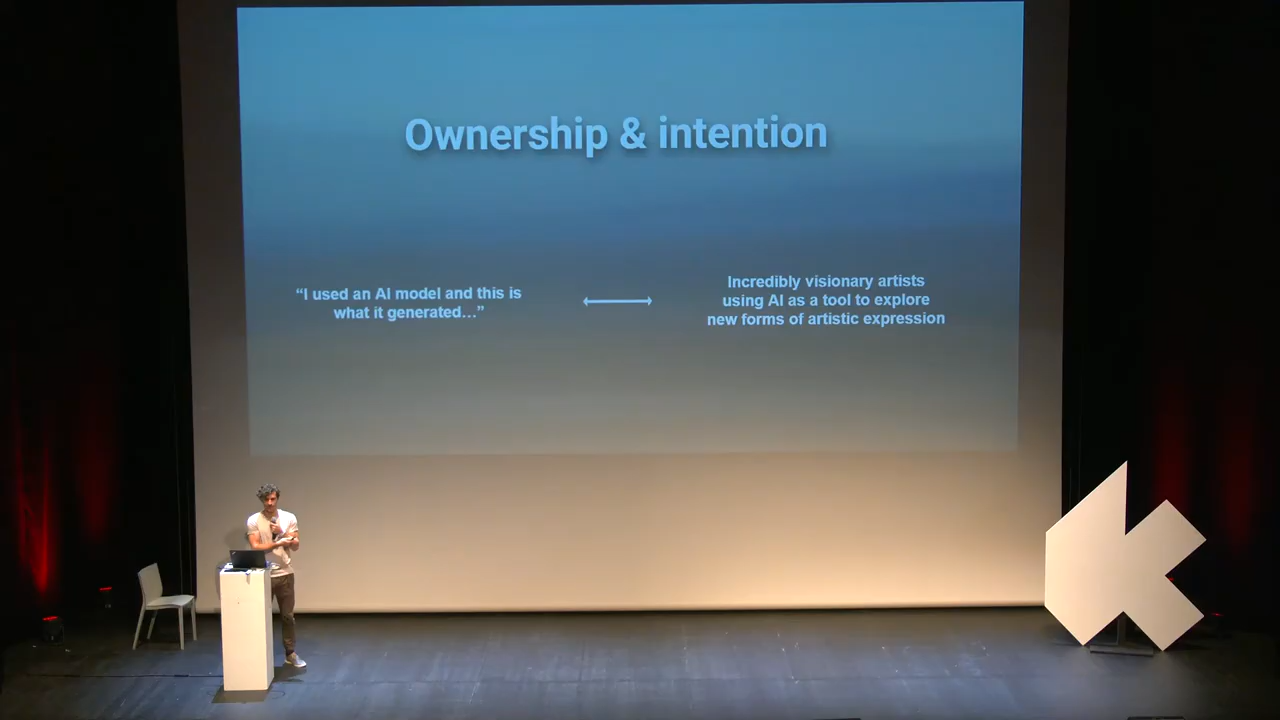 Ownership & intention
“I used an AI model and this is
what it generated...”
Incredibly visionary artists
using AI as a tool to explore
new forms of artistic expression